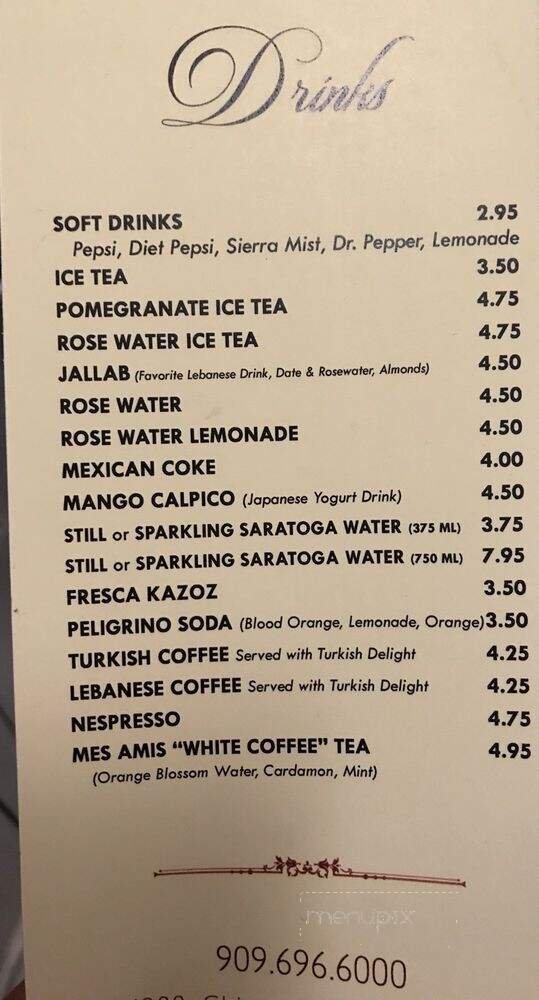 Drinks
SOFT DRINKS 2.95
Pepsi, Diet Pepsi, Sierra Mist, Dr. Pepper, Lemonade
ICE TEA 3.50
POMEGRANATE ICE TEA 4.75
ROSE WATER ICE TEA 4.75
JALLAB (Favorite Lebanese Drink, Date & Rosewater, Almonds) 4.50
ROSE WATER 4.50
ROSE WATER LEMONADE 4.50
MEXICAN COKE 4.00
MANGO CALPICO (Japanese Yogurt Drink) 4.50
STILL or SPARKLING SARATOGA WATER (375 ML) 3.75
STILL or SPARKLING SARATOGA WATER (750 ML) 7.95
FRESCA KAZOZ 3.50
PELIGRINO SODA (Blood Orange, Lemonade, Orange) 3.50
TURKISH COFFEE Served with Turkish Delight 4.25
LEBANESE COFFEE Served with Turkish Delight 4.25
NESPRESSO 4.75
MES AMIS “WHITE COFFEE” TEA 4.95
(Orange Blossom Water, Cardamon, Mint)
menupix
909.696.6000